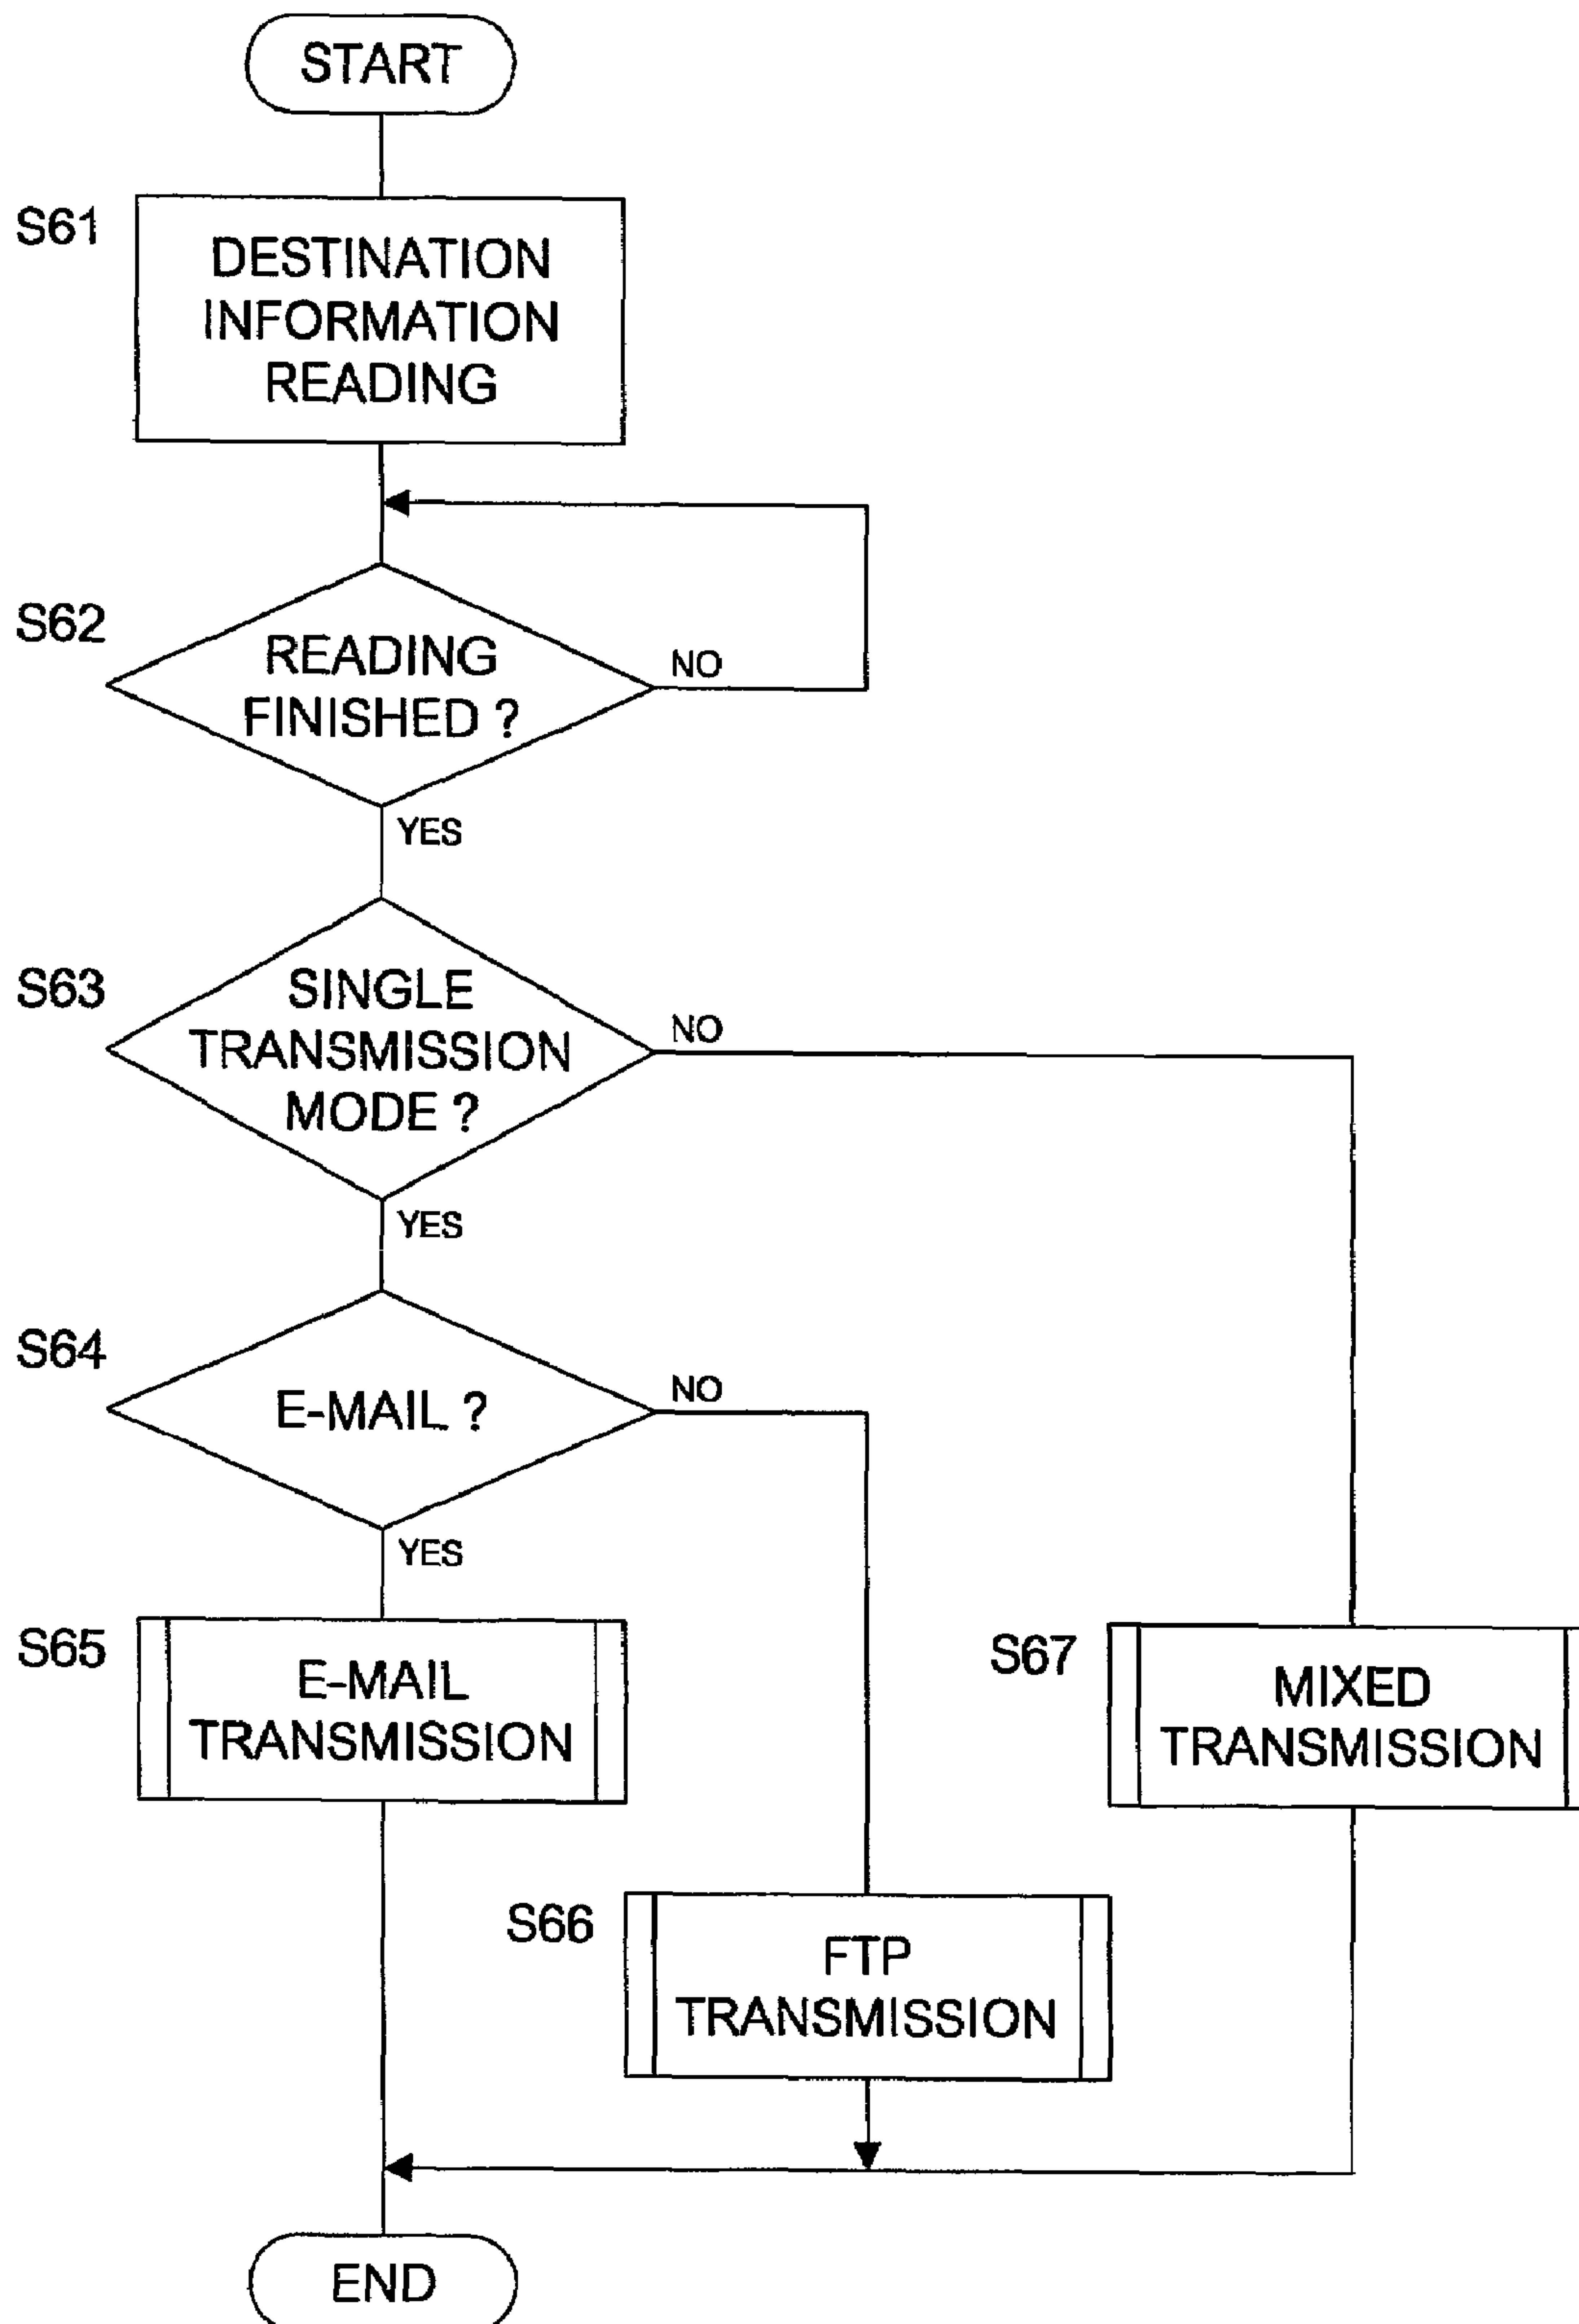 START
S61
DESTINATION
INFORMATION
READING
S62
READING
FINISHED ?
NO
YES
S63
SINGLE
TRANSMISSION
MODE ?
NO
YES
S64
E-MAIL ?
NO
YES
S65
E-MAIL
TRANSMISSION
S67
MIXED
TRANSMISSION
S66
FTP
TRANSMISSION
END